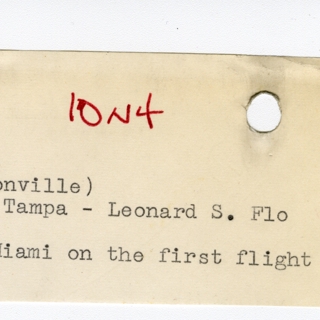 10N4
onville)
Tampa - Leonard S. Flo
Miami on the first flight